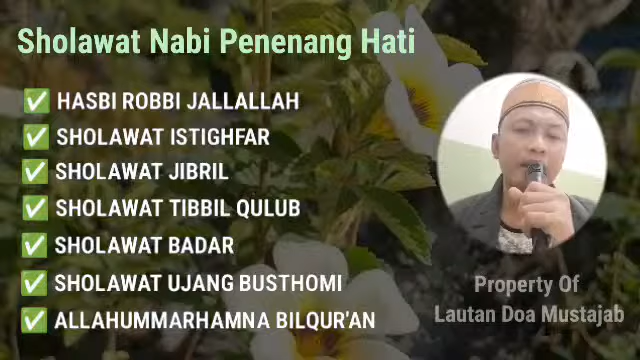 Sholawat Nabi Penenang Hati
✅ HASBI ROBBI JALLALLAH
✅ SHOLAWAT ISTIGHFAR
✅ SHOLAWAT JIBRIL
✅ SHOLAWAT TIBBIL QULUB
✅ SHOLAWAT BADAR
✅ SHOLAWAT UJANG BUSTHOMI
✅ ALLAHUMMARHAMNA BILQUR'AN
Property Of
Lautan Doa Mustajab